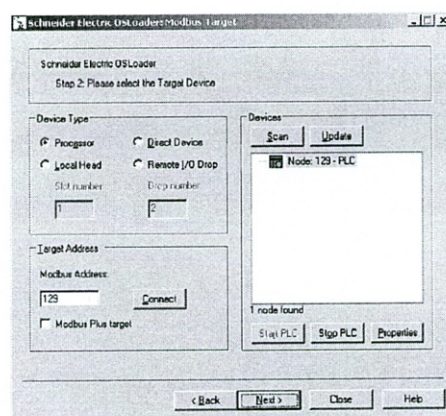 Schneider Electric OSLoader: Modbus Target
Schneider Electric OSLoader
Step 2: Please select the Target Device
Device Type
Processor
Direct Device
Local Head
Remote I/O Drop
Slot number
Drop number
1
2
Target Address
Modbus Address
129
Connect
Modbus Plus target
Devices
Scan
Update
Node: 129 - PLC
1 node found
Start PLC
Stop PLC
Properties
< Back
Next >
Close
Help